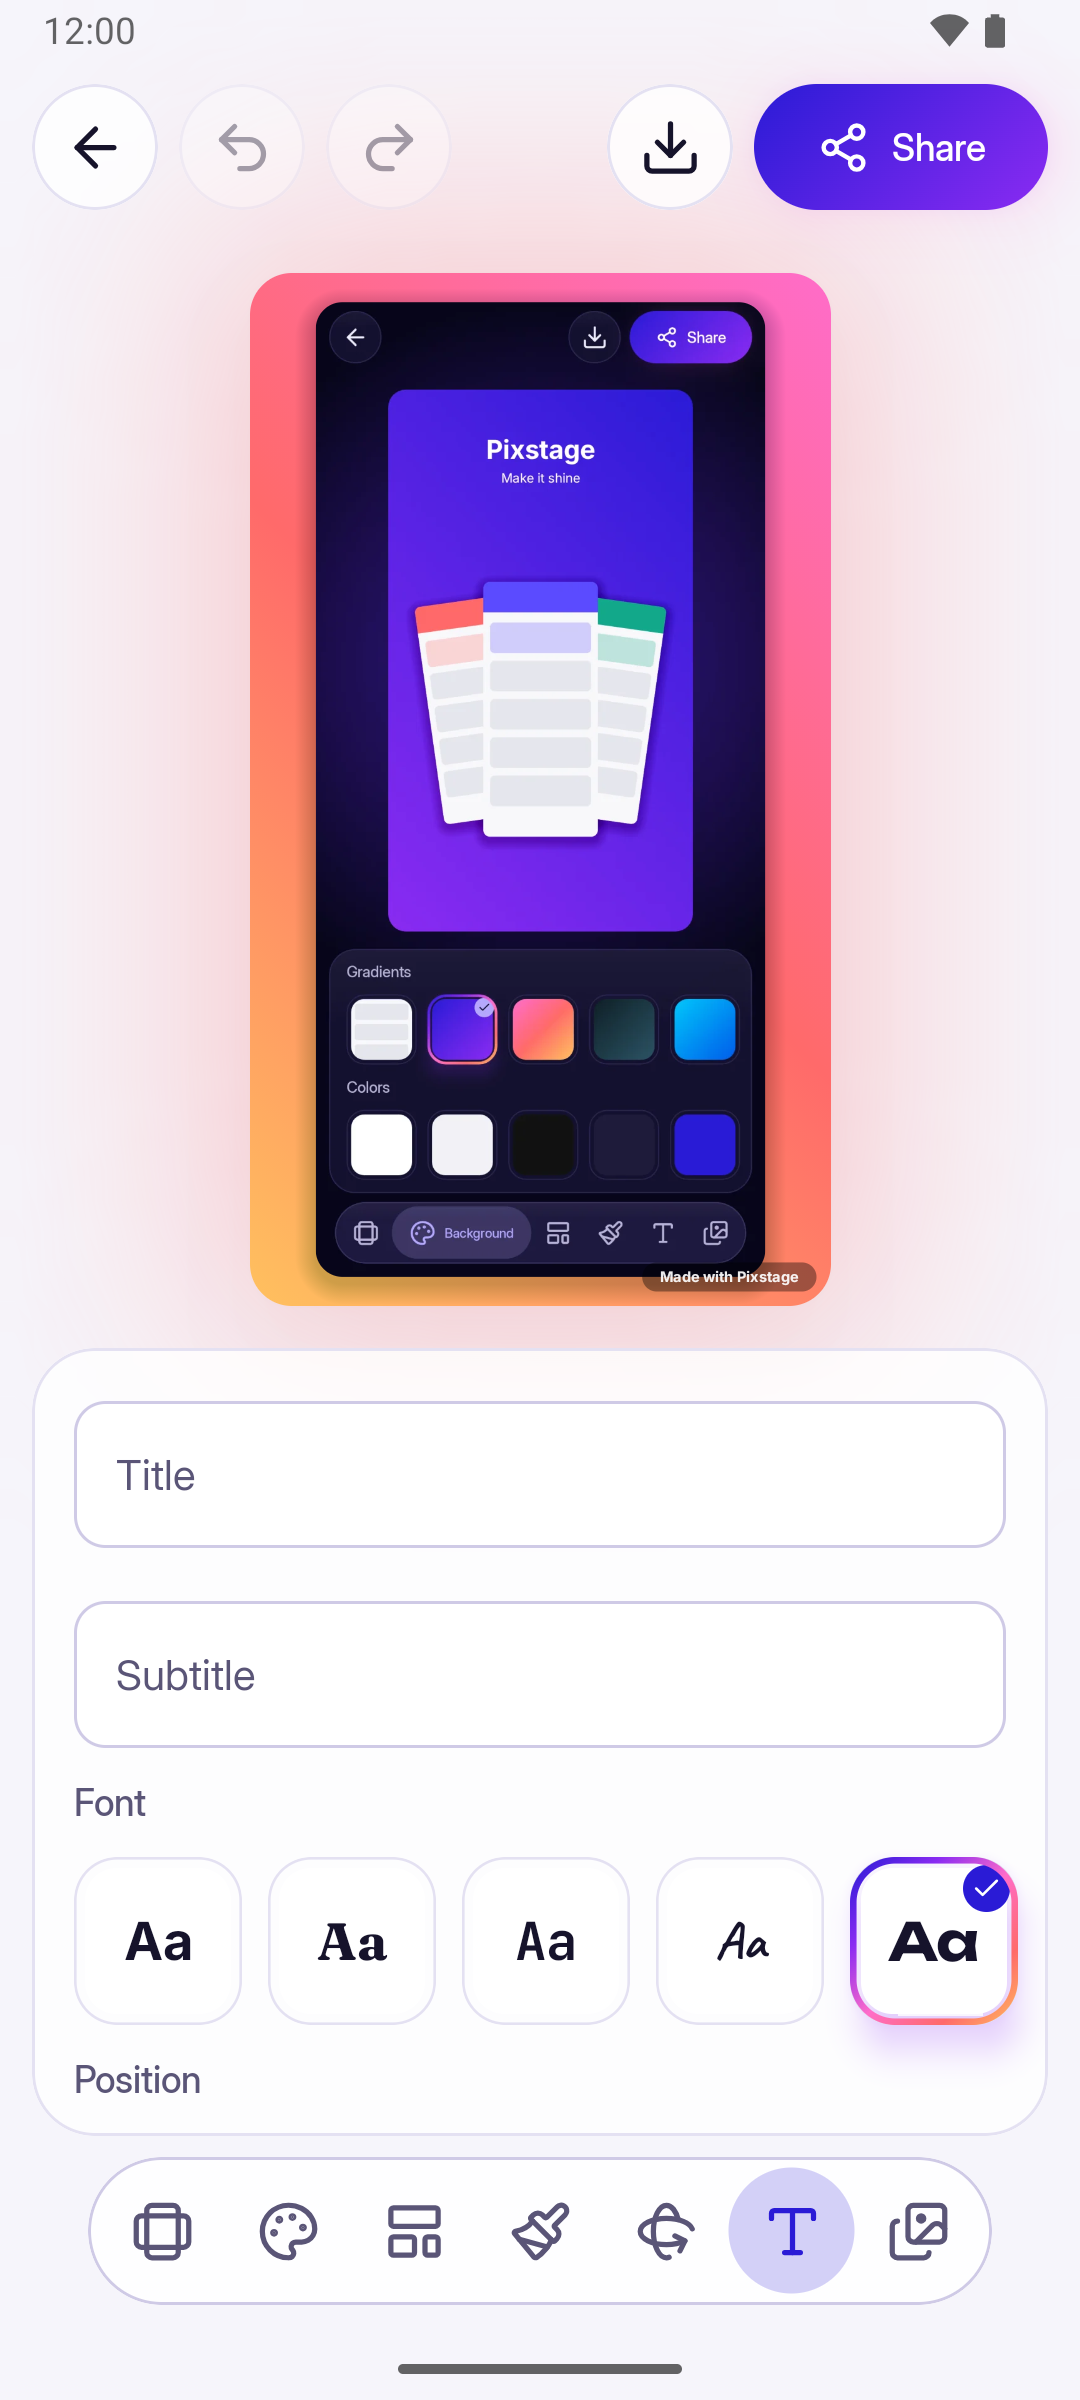 12:00
Share
Share
Pixstage
Make it shine
Gradients
Colors
Background
Made with Pixstage
Title
Subtitle
Font
Aa
Aa
Aa
Aa
Aa
Position